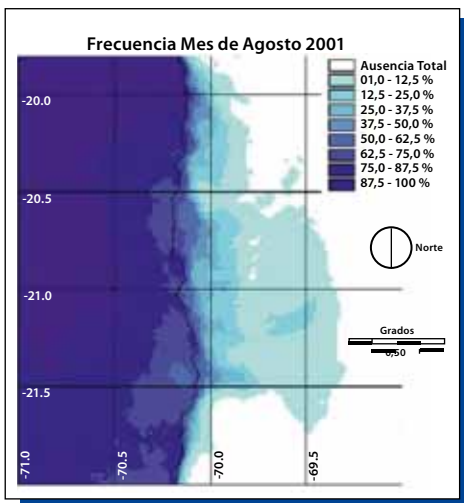 Frecuencia Mes de Agosto 2001
Ausencia Total
01,0 - 12,5 %
12,5 - 25,0 %
25,0 - 37,5 %
37,5 - 50,0 %
50,0 - 62,5 %
62,5 - 75,0 %
75,0 - 87,5 %
87,5 - 100 %
-20.0
-20.5
Norte
-21.0
Grados
0,50
-21.5
-71.0
-70.5
-70.0
-69.5